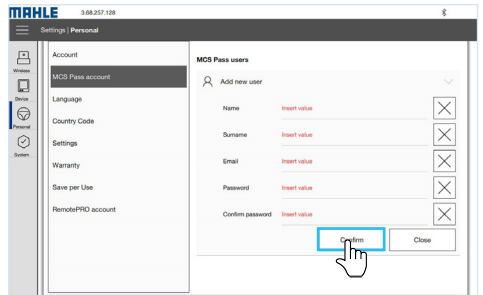 MAHLE 3.68.257.128
Settings | Personal
Wireless
Device
Personal
System
Account
MCS Pass account
Language
Country Code
Settings
Warranty
Save per Use
RemotePRO account
MCS Pass users
Add new user
Name Insert value
Surname Insert value
Email Insert value
Password Insert value
Confirm password Insert value
Confirm Close